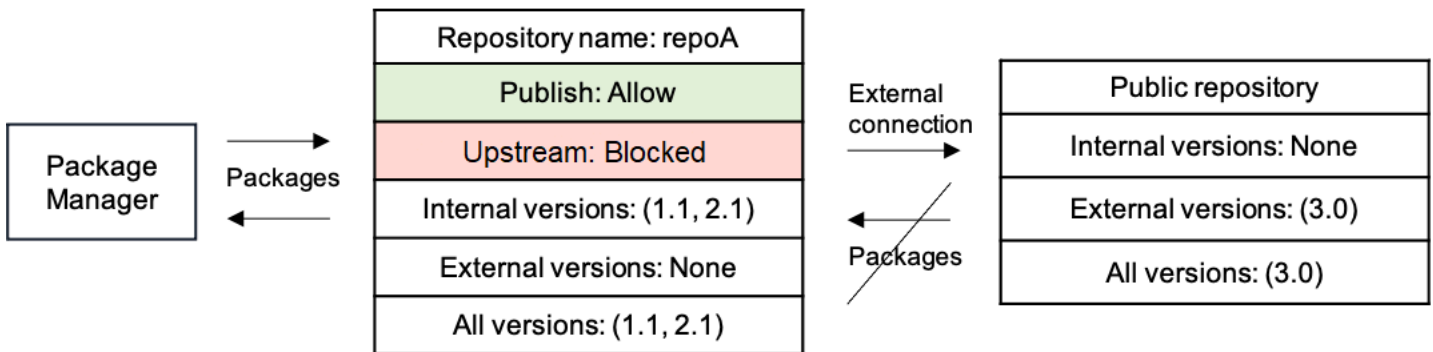 Package
Manager
Packages
Repository name: repoA
Publish: Allow
Upstream: Blocked
Internal versions: (1.1, 2.1)
External versions: None
All versions: (1.1, 2.1)
External
connection
Packages
Public repository
Internal versions: None
External versions: (3.0)
All versions: (3.0)